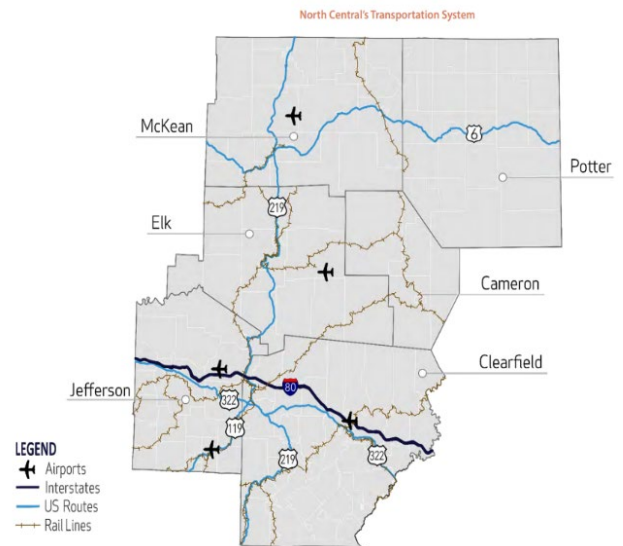 North Central's Transportation System
McKean
6
Potter
219
Elk
Cameron
Clearfield
80
Jefferson
322
119
219
322
LEGEND
Airports
Interstates
US Routes
Rail Lines